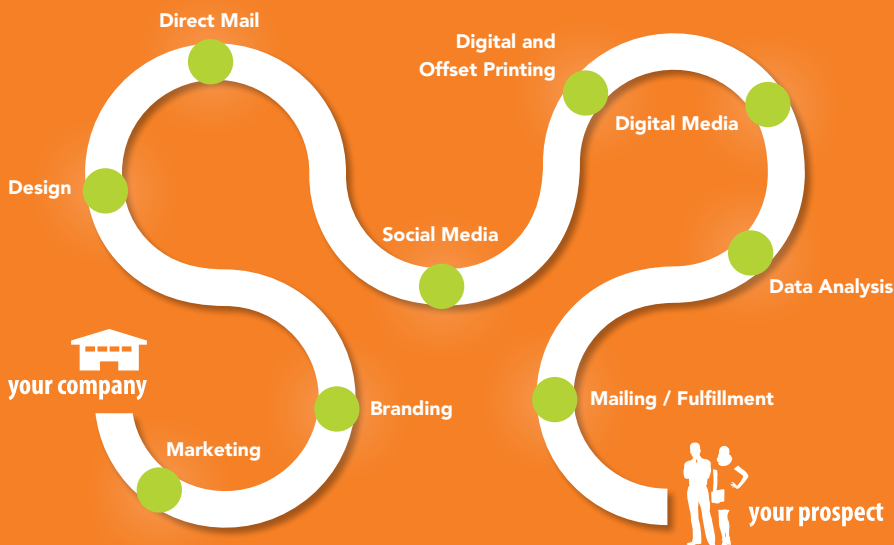 Direct Mail
Digital and
Offset Printing
Digital Media
Design
Social Media
Data Analysis
your company
Branding
Mailing / Fulfillment
Marketing
your prospect